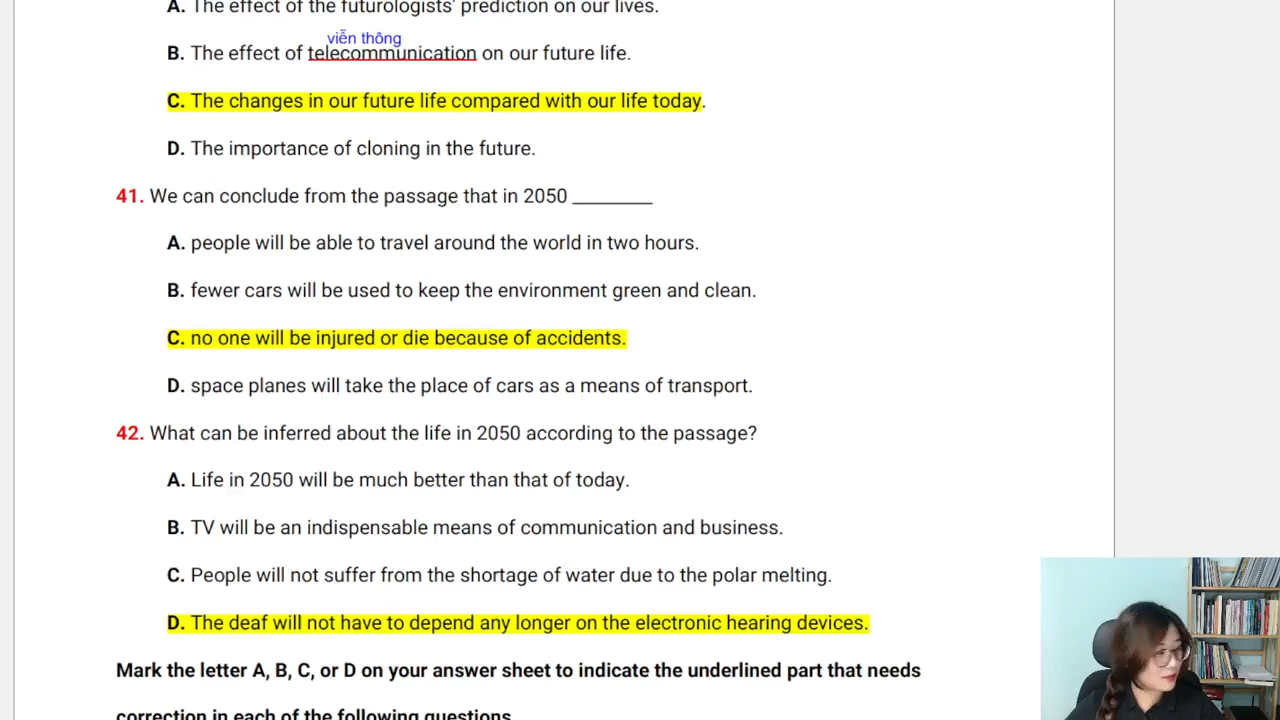 A. The effect of the futurologists' prediction on our lives.
viễn thông
B. The effect of telecommunication on our future life.
C. The changes in our future life compared with our life today.
D. The importance of cloning in the future.
41. We can conclude from the passage that in 2050 ________
A. people will be able to travel around the world in two hours.
B. fewer cars will be used to keep the environment green and clean.
C. no one will be injured or die because of accidents.
D. space planes will take the place of cars as a means of transport.
42. What can be inferred about the life in 2050 according to the passage?
A. Life in 2050 will be much better than that of today.
B. TV will be an indispensable means of communication and business.
C. People will not suffer from the shortage of water due to the polar melting.
D. The deaf will not have to depend any longer on the electronic hearing devices.
Mark the letter A, B, C, or D on your answer sheet to indicate the underlined part that needs
correction in each of the following questions